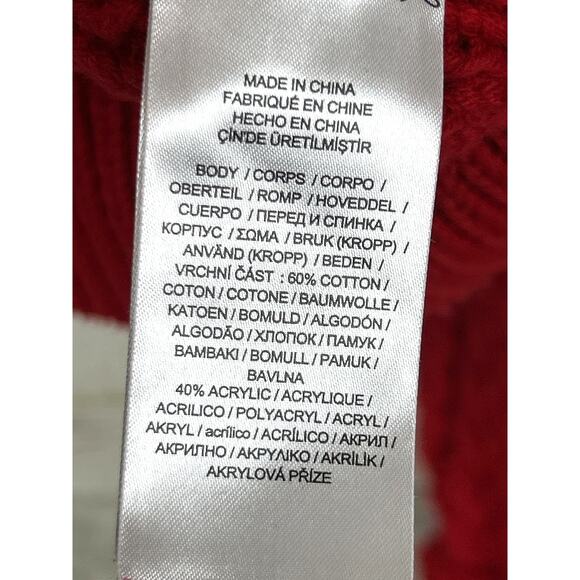 MADE IN CHINA
FABRIQUÉ EN CHINE
HECHO EN CHINA
ÇİN'DE ÜRETİLMİŞTİR
BODY / CORPS / CORPO /
OBERTEIL / ROMP / HOVEDDEL /
CUERPO / ПЕРЕД И СПИНКА /
КОРПУС / ΣΩΜΑ / BRUK (KROPP) /
ANVÄND (KROPP) / BEDEN /
VRCHNÍ ČÁST : 60% COTTON /
COTON / COTONE / BAUMWOLLE /
KATOEN / BOMULD / ALGODÓN /
ALGODÃO / ХЛОПОК / ПАМУК /
BAMBAKI / BOMULL / PAMUK /
BAVLNA
40% ACRYLIC / ACRYLIQUE /
ACRILICO / POLYACRYL / ACRYL /
AKRYL / acrílico / ACRÍLICO / АКРИЛ /
АКРИЛНО / ΑΚΡΥΛΙΚΟ / AKRİLİK /
AKRYLOVÁ PŘÍZE